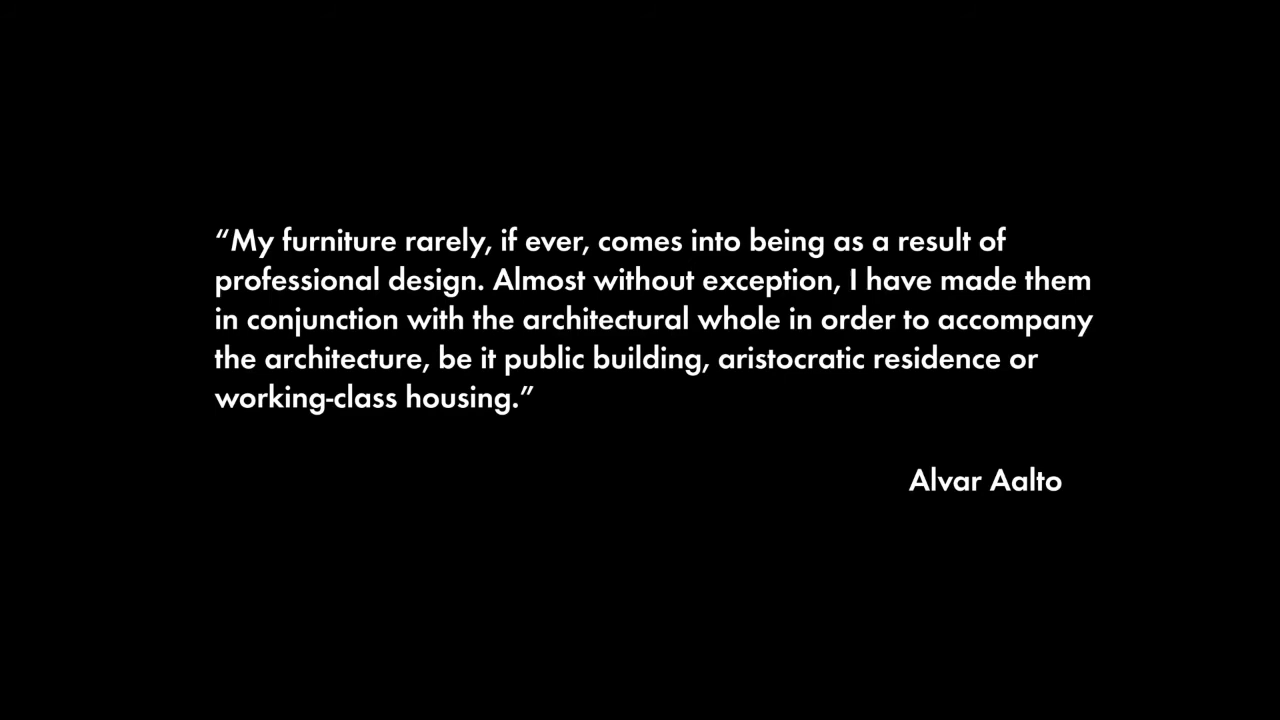 “My furniture rarely, if ever, comes into being as a result of
professional design. Almost without exception, I have made them
in conjunction with the architectural whole in order to accompany
the architecture, be it public building, aristocratic residence or
working-class housing.”
Alvar Aalto